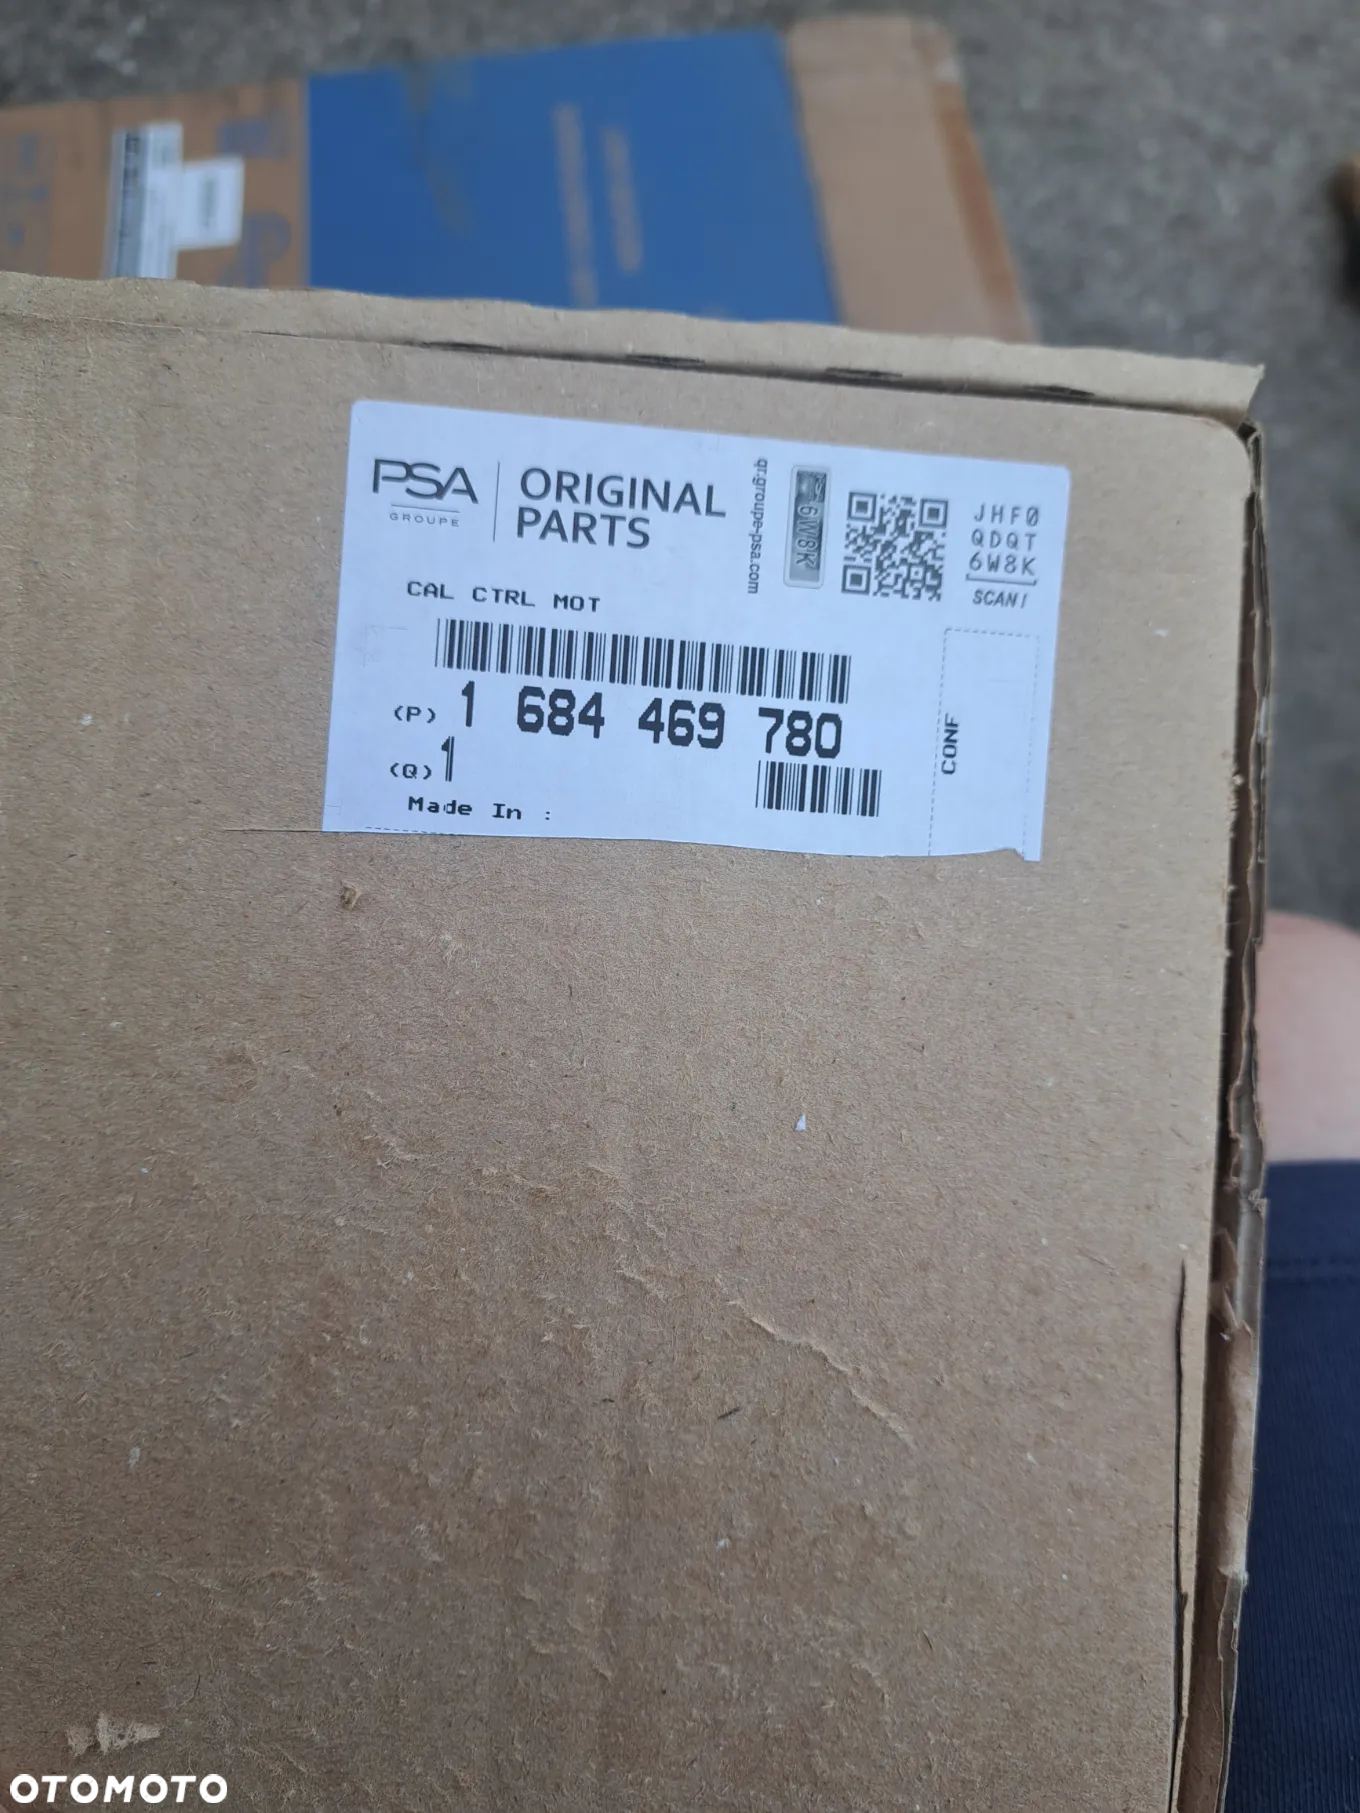 PSA
GROUPE
ORIGINAL
PARTS
qr.groupe-psa.com
6W8K
JHF0
QDQT
6W8K
SCAN!
CAL CTRL MOT
(P) 1 684 469 780
(Q) 1
Made In :
CONF
OTOMOTO